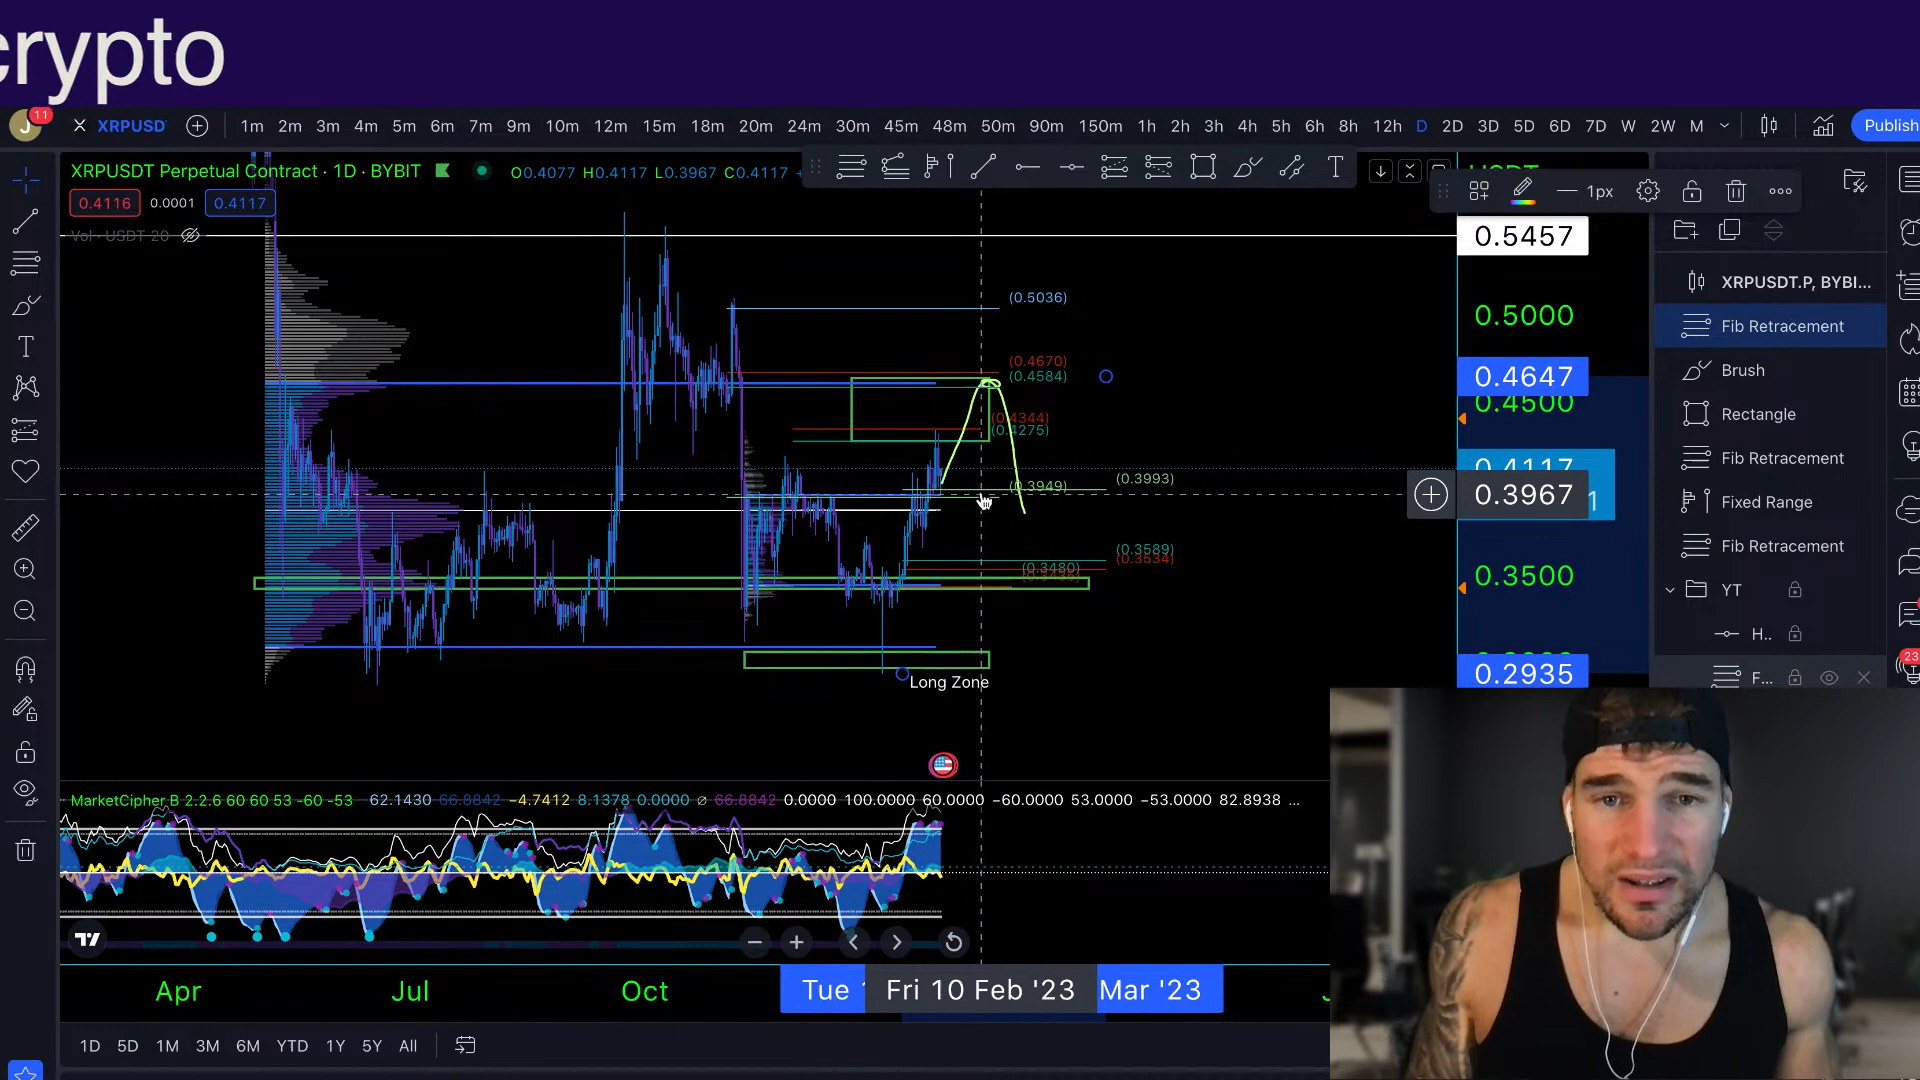 crypto
J 11 XRPUSD 1m 2m 3m 4m 5m 6m 7m 9m 10m 12m 15m 18m 20m 24m 30m 45m 48m 50m 90m 150m 1h 2h 3h 4h 5h 6h 8h 12h D 2D 3D 5D 6D 7D W 2W M Publish
XRPUSDT Perpetual Contract · 1D · BYBIT O0.4077 H0.4117 L0.3967 C0.4117
0.4116 0.0001 0.4117
1px
Vol · USDT 20
0.5457
XRPUSDT.P, BYBI...
(0.5036)
0.5000
Fib Retracement
(0.4670)
(0.4584)
0.4647
Brush
0.4500
(0.4344)
(0.4275)
Rectangle
Fib Retracement
0.4117
(0.3993)
(0.3949)
0.3967
Fixed Range
Fib Retracement
(0.3589)
(0.3534)
(0.3480)
0.3500
YT
H..
0.2935
F...
23
Long Zone
MarketCipher B 2.2.6 60 60 53 -60 -53 62.1430 66.8842 −4.7412 8.1378 0.0000 ∅ 66.8842 0.0000 100.0000 60.0000 −60.0000 53.0000 −53.0000 82.8938 ...
Apr Jul Oct Tue Fri 10 Feb '23 Mar '23
1D 5D 1M 3M 6M YTD 1Y 5Y All